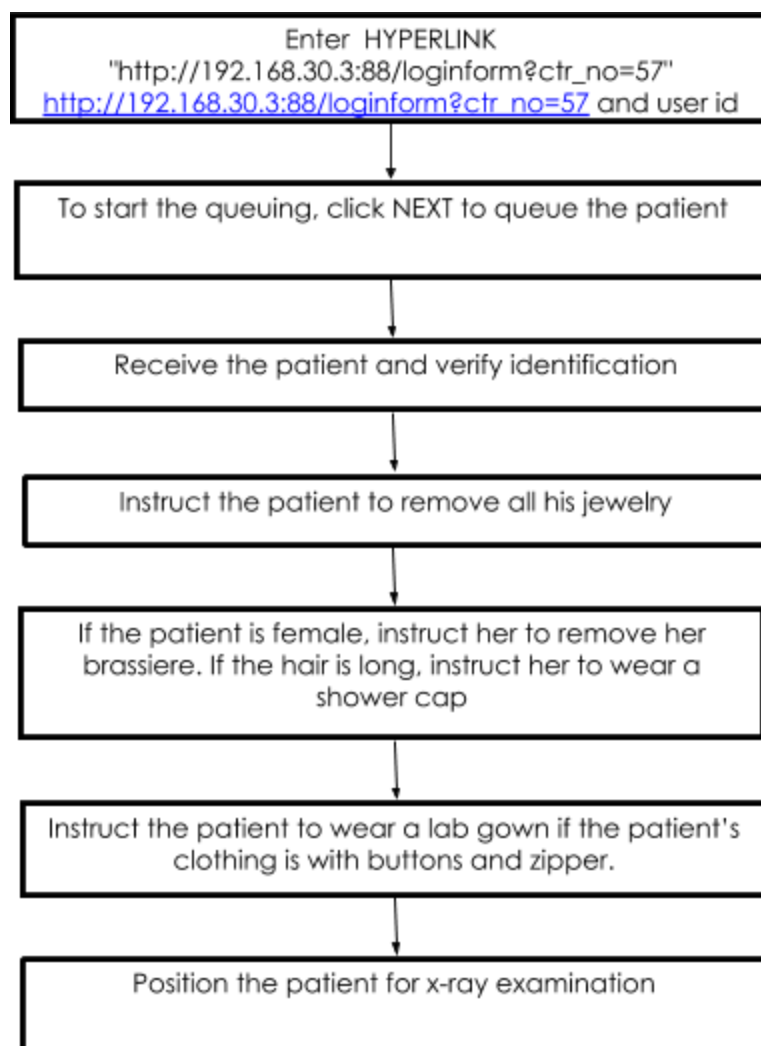 Enter HYPERLINK
"http://192.168.30.3:88/loginform?ctr_no=57"
http://192.168.30.3:88/loginform?ctr_no=57 and user id
To start the queuing, click NEXT to queue the patient
Receive the patient and verify identification
Instruct the patient to remove all his jewelry
If the patient is female, instruct her to remove her
brassiere. If the hair is long, instruct her to wear a
shower cap
Instruct the patient to wear a lab gown if the patient’s
clothing is with buttons and zipper.
Position the patient for x-ray examination